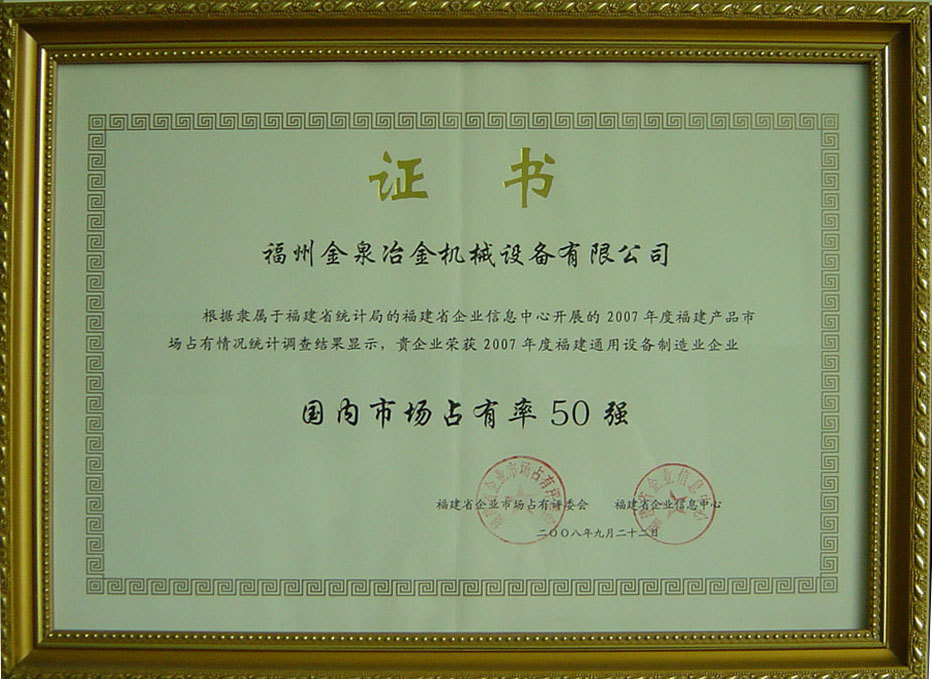 证 书
福州金泉冶金机械设备有限公司
根据隶属于福建省统计局的福建省企业信息中心开展的 2007 年度福建产品市
场占有情况统计调查结果显示，贵企业荣获 2007 年度福建通用设备制造业企业
国内市场占有率 50 强
福建省企业市场占有评委会 福建省企业信息中心
二〇〇八年九月二十二日